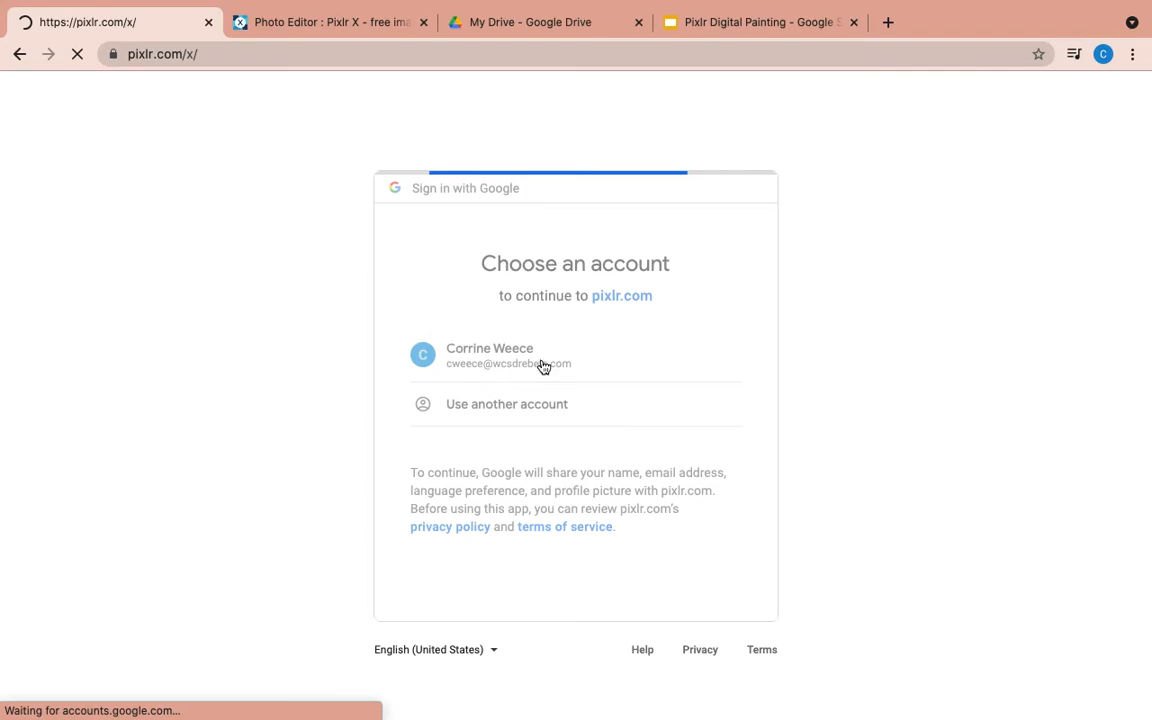 https://pixlr.com/x/
Photo Editor : Pixlr X - free ima
My Drive - Google Drive
Pixlr Digital Painting - Google S
pixlr.com/x/
C
Sign in with Google
Choose an account
to continue to pixlr.com
C
Corrine Weece
Use another account
To continue, Google will share your name, email address,
language preference, and profile picture with pixlr.com.
Before using this app, you can review pixlr.com's
privacy policy and terms of service.
English (United States)
Help
Privacy
Terms
Waiting for accounts.google.com...